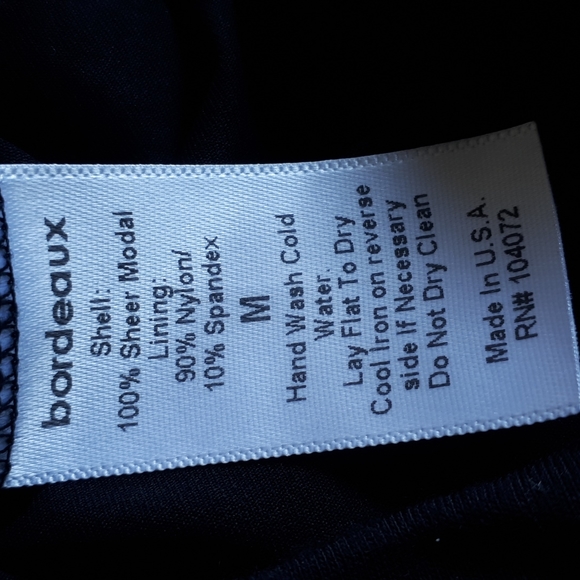 bordeaux
Shell:
100% Sheer Modal
Lining:
90% Nylon/
10% Spandex
M
Hand Wash Cold
Water.
Lay Flat To Dry
Cool Iron on reverse
side If Necessary
Do Not Dry Clean
Made In U.S.A.
RN# 104072